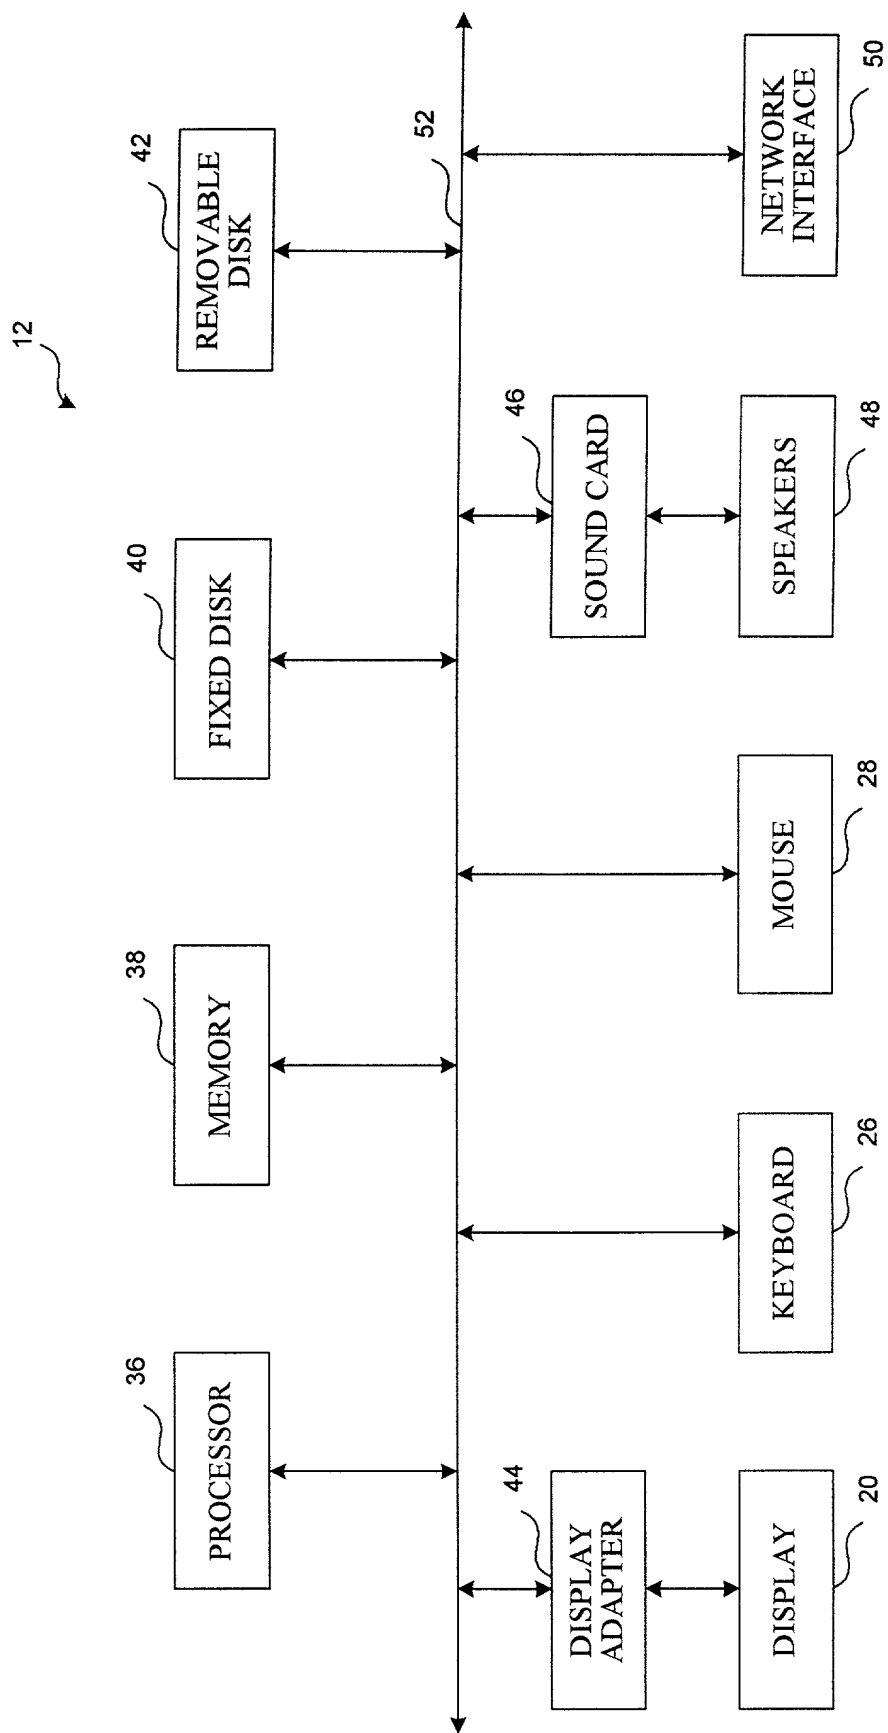 12
36
PROCESSOR
38
MEMORY
40
FIXED DISK
42
REMOVABLE
DISK
52
44
DISPLAY
ADAPTER
46
SOUND CARD
DISPLAY
20
KEYBOARD
26
MOUSE
28
SPEAKERS
48
NETWORK
INTERFACE
50